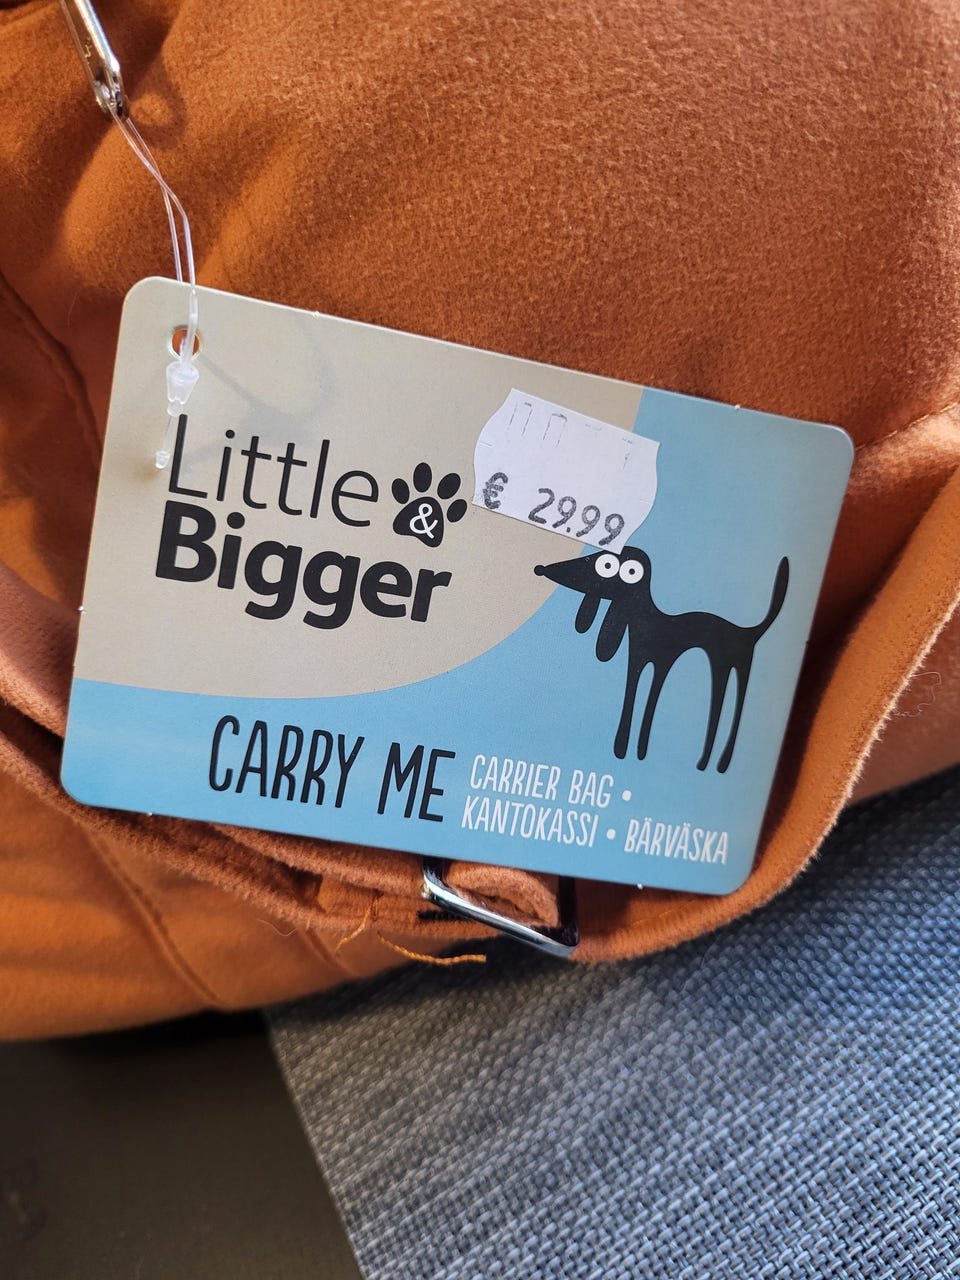 Little &
Bigger
€ 29.99
CARRY ME
CARRIER BAG •
KANTOKASSI • BÄRVÄSKA